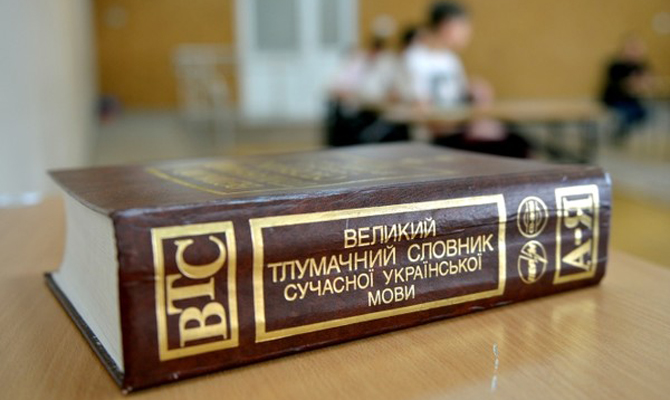 ВТС
ВЕЛИКИЙ
ТЛУМАЧНИЙ СЛОВНИК
СУЧАСНОЇ УКРАЇНСЬКОЇ
МОВИ
А-Я